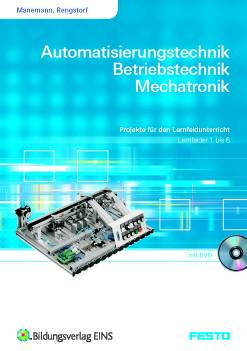 Manemann, Rengstorf
Automatisierungstechnik
Betriebstechnik
Mechatronik
Projekte für den Lernfeldunterricht
Lernfelder 1 bis 6
mit DVD
Bildungsverlag EINS
FESTO